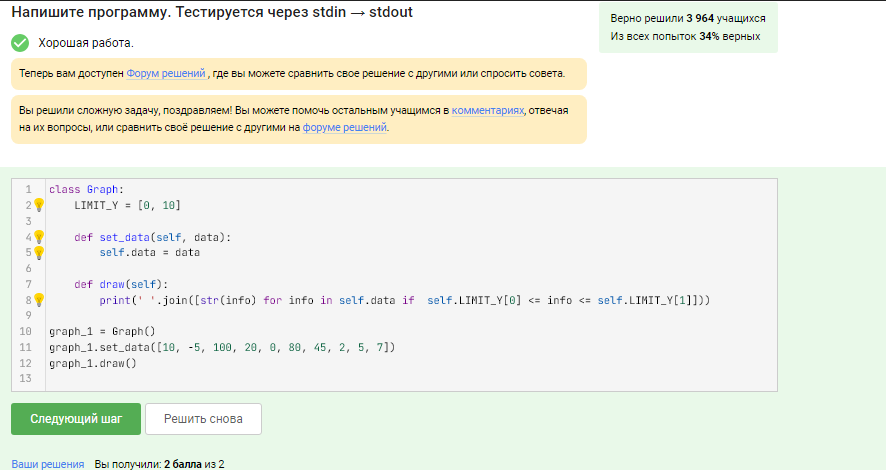 Напишите программу. Тестируется через stdin → stdout
Верно решили 3 964 учащихся
Из всех попыток 34% верных
Хорошая работа.
Теперь вам доступен Форум решений , где вы можете сравнить свое решение с другими или спросить совета.
Вы решили сложную задачу, поздравляем! Вы можете помочь остальным учащимся в комментариях, отвечая
на их вопросы, или сравнить своё решение с другими на форуме решений.
1 class Graph:
2     LIMIT_Y = [0, 10]
3
4     def set_data(self, data):
5         self.data = data
6
7     def draw(self):
8         print(' '.join([str(info) for info in self.data if  self.LIMIT_Y[0] <= info <= self.LIMIT_Y[1]]))
9
10 graph_1 = Graph()
11 graph_1.set_data([10, -5, 100, 20, 0, 80, 45, 2, 5, 7])
12 graph_1.draw()
13
Следующий шаг Решить снова
Ваши решения Вы получили: 2 балла из 2